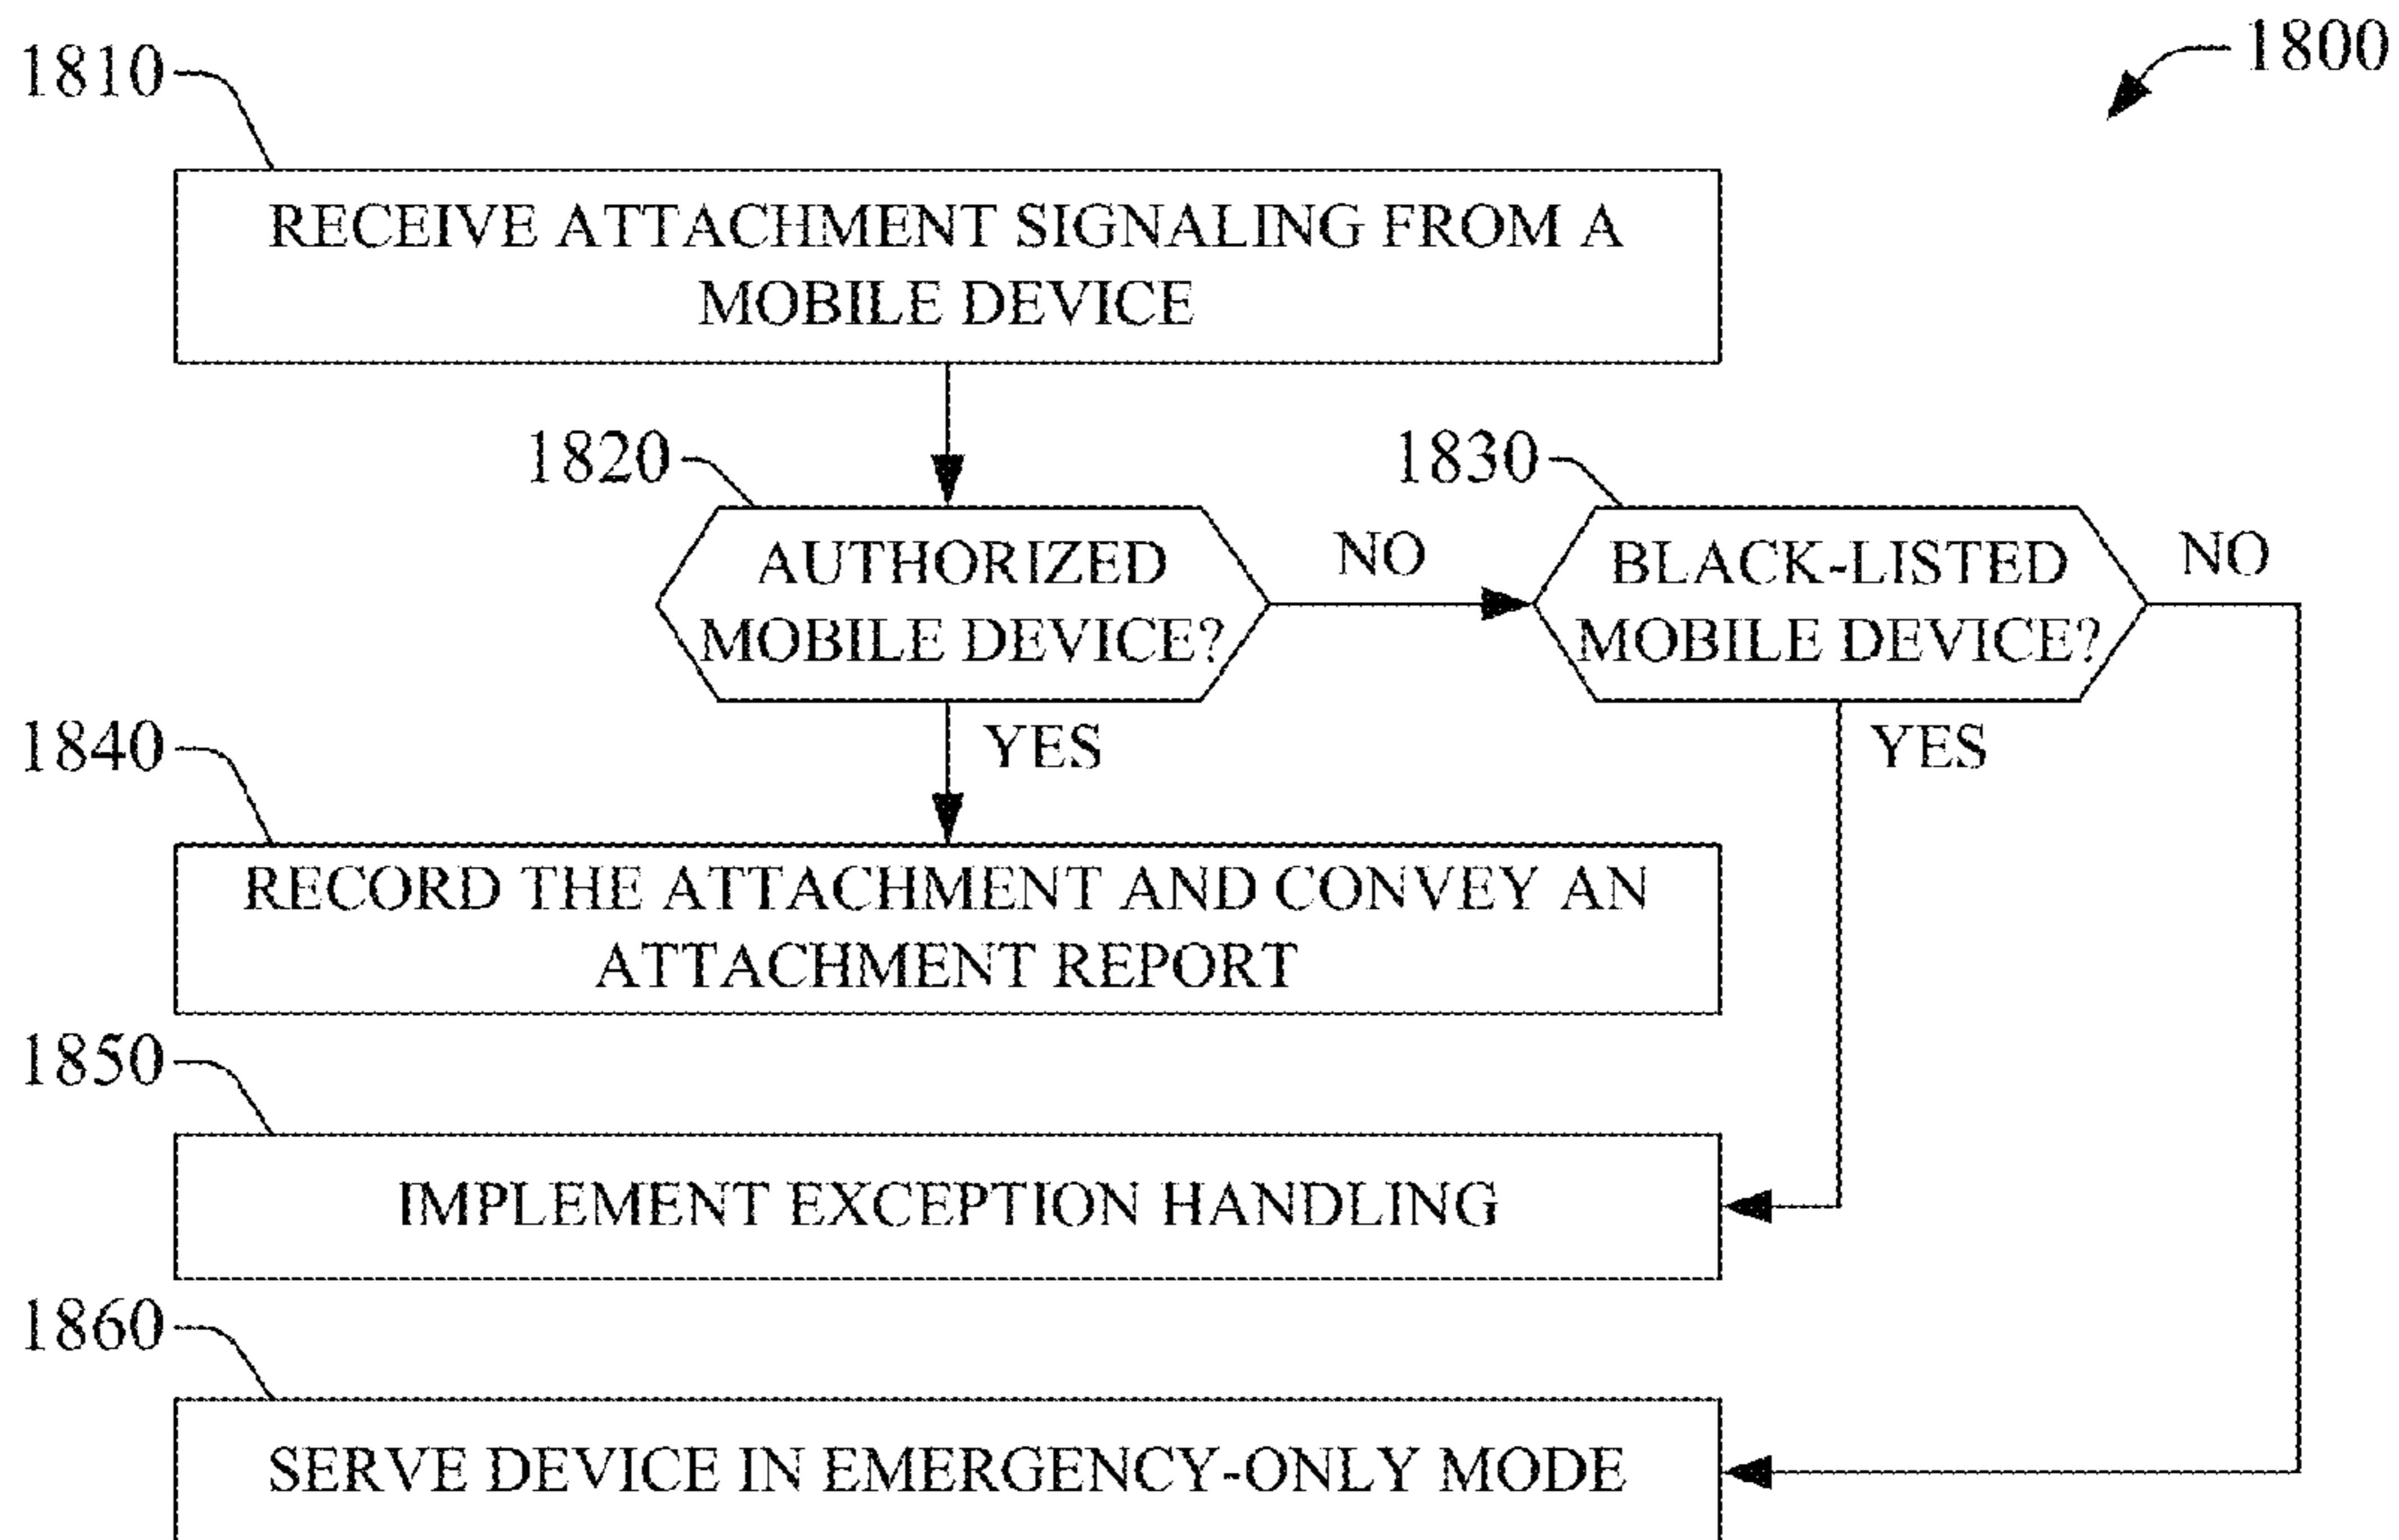 1800
1810
RECEIVE ATTACHMENT SIGNALING FROM A
MOBILE DEVICE
1820
AUTHORIZED
MOBILE DEVICE?
NO
1830
BLACK-LISTED
MOBILE DEVICE?
NO
YES
YES
1840
RECORD THE ATTACHMENT AND CONVEY AN
ATTACHMENT REPORT
1850
IMPLEMENT EXCEPTION HANDLING
1860
SERVE DEVICE IN EMERGENCY-ONLY MODE